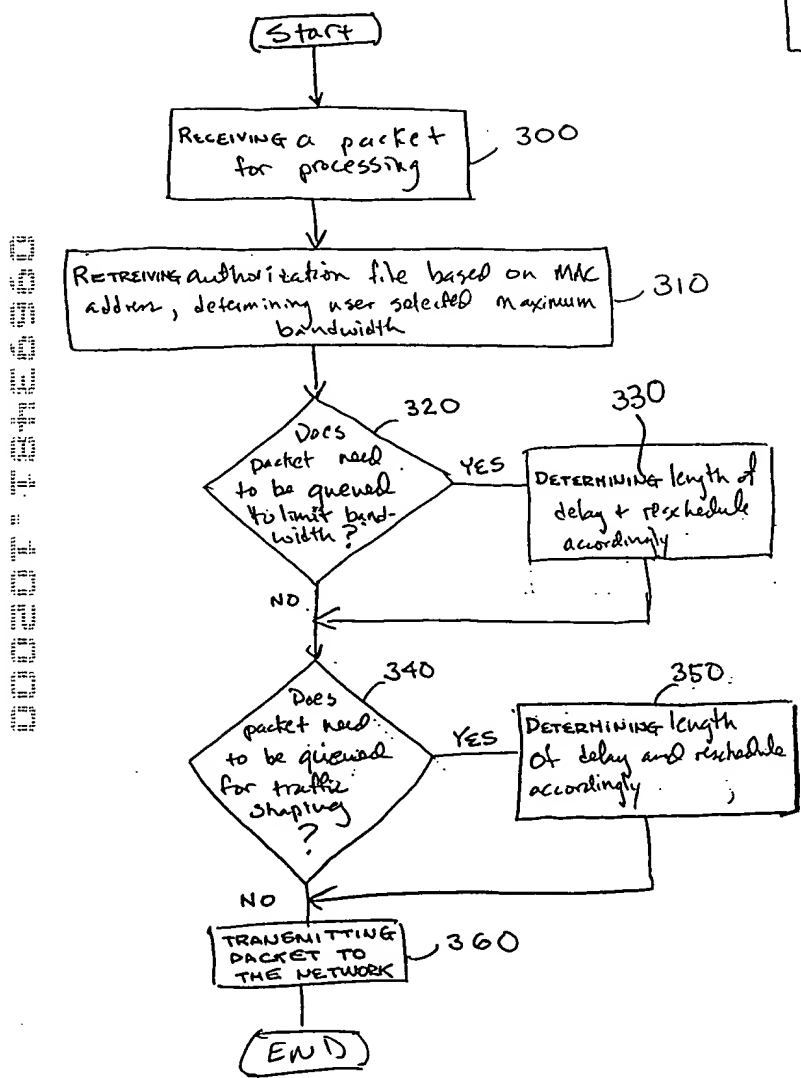 Start
RECEIVING a packet
for processing
300
RETREIVING authorization file based on MAC
address, determining user selected maximum
bandwidth
310
320
Does
packet need
to be queued
to limit band-
width?
YES
330
DETERMINING length of
delay + reschedule
accordingly
NO
340
Does
packet need
to be queued
for traffic
shaping
?
YES
350
DETERMINING length
of delay and reschedule
accordingly
NO
TRANSMITTING
PACKET TO
THE NETWORK
360
END